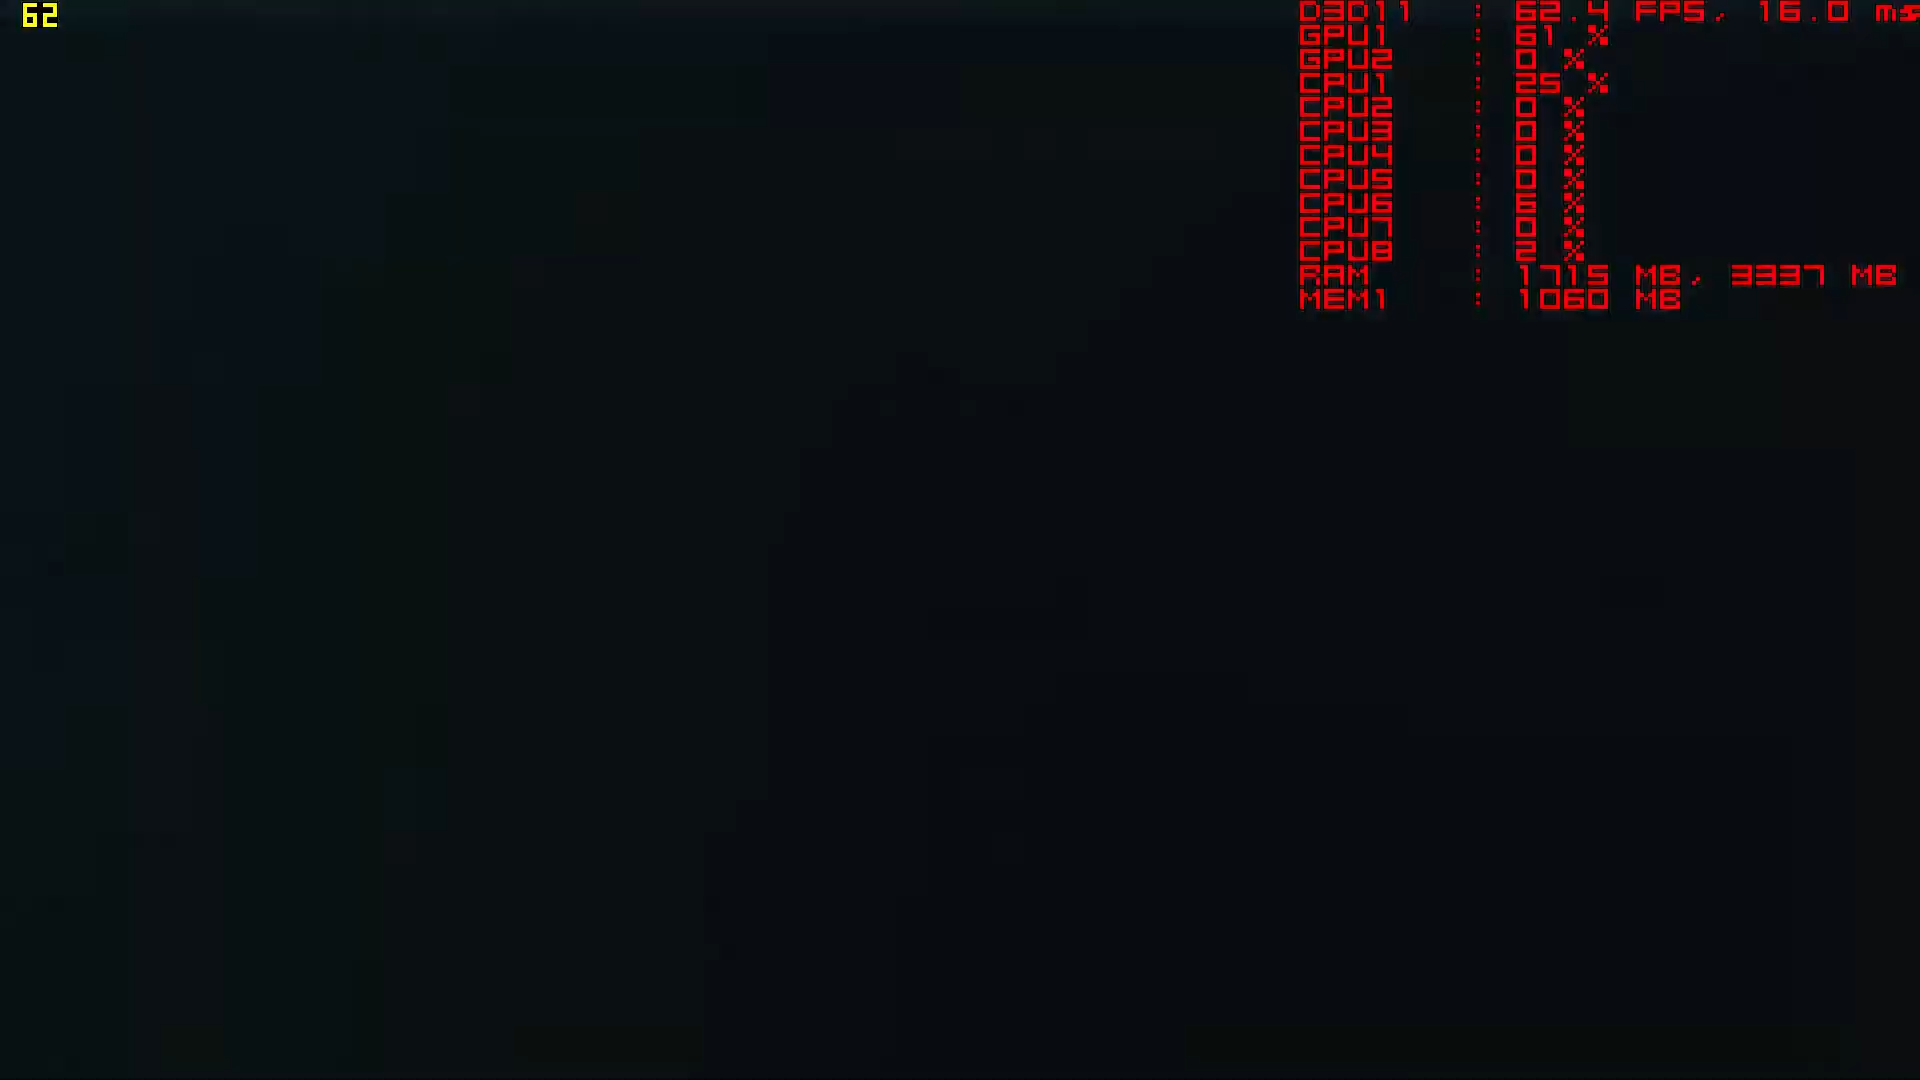 62
D3D11 : 62.4 FPS, 16.0 ms
GPU1 : 61 %
GPU2 : 0 %
CPU1 : 25 %
CPU2 : 0 %
CPU3 : 0 %
CPU4 : 0 %
CPU5 : 0 %
CPU6 : 6 %
CPU7 : 0 %
CPU8 : 2 %
RAM : 1715 MB, 3337 MB
MEM1 : 1060 MB